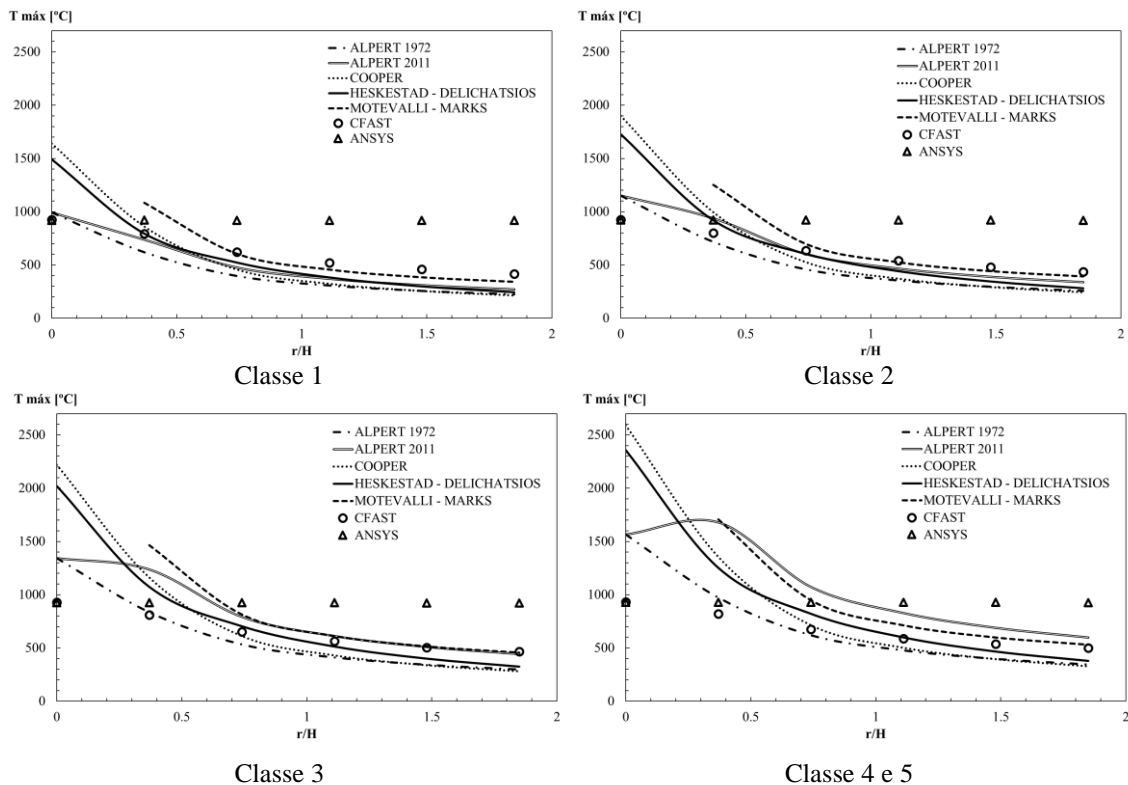 T máx [ºC]
2500
2000
1500
1000
500
0
0
0.5
1
1.5
2
r/H
ALPERT 1972
ALPERT 2011
COOPER
HESKESTAD - DELICHATSIOS
MOTEVALLI - MARKS
CFAST
ANSYS
Classe 1
T máx [ºC]
2500
2000
1500
1000
500
0
0
0.5
1
1.5
2
r/H
ALPERT 1972
ALPERT 2011
COOPER
HESKESTAD - DELICHATSIOS
MOTEVALLI - MARKS
CFAST
ANSYS
Classe 2
T máx [ºC]
2500
2000
1500
1000
500
0
0
0.5
1
1.5
2
r/H
ALPERT 1972
ALPERT 2011
COOPER
HESKESTAD - DELICHATSIOS
MOTEVALLI - MARKS
CFAST
ANSYS
Classe 3
T máx [ºC]
2500
2000
1500
1000
500
0
0
0.5
1
1.5
2
r/H
ALPERT 1972
ALPERT 2011
COOPER
HESKESTAD - DELICHATSIOS
MOTEVALLI - MARKS
CFAST
ANSYS
Classe 4 e 5